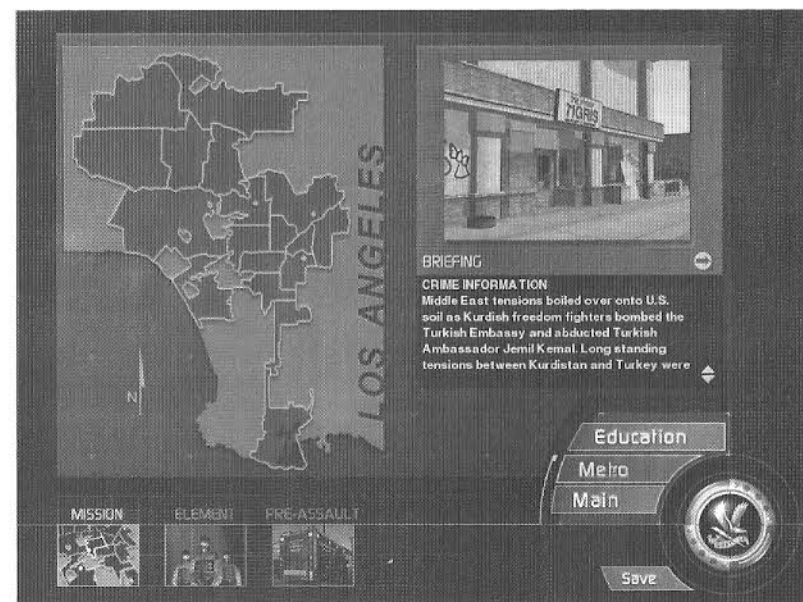 LOS ANGELES
N
TIGRIS
BRIEFING
CRIME INFORMATION
Middle East tensions boiled over onto U.S.
soil as Kurdish freedom fighters bombed the
Turkish Embassy and abducted Turkish
Ambassador Jemil Kemal. Long standing
tensions between Kurdistan and Turkey were
Education
Metro
Main
MISSION
ELEMENT
PRE-ASSAULT
Save